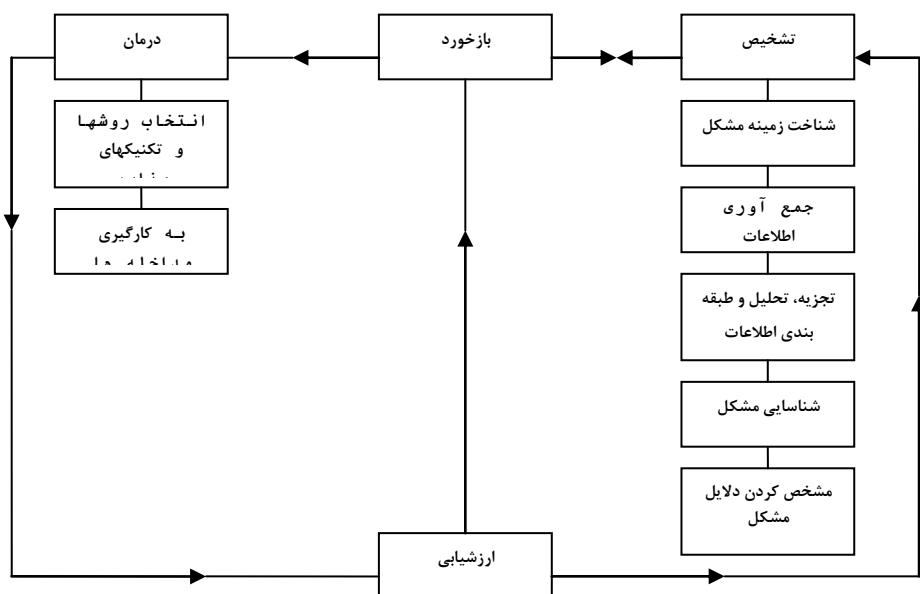 تشخیص
بازخورد
درمان
شناخت زمینه مشکل
جمع آوری
اطلاعات
تجزیه، تحلیل و طبقه
بندی اطلاعات
شناسایی مشکل
مشخص کردن دلایل
مشکل
انتخاب روشها
و تکنیکهای
به کارگیری
ارزشیابی